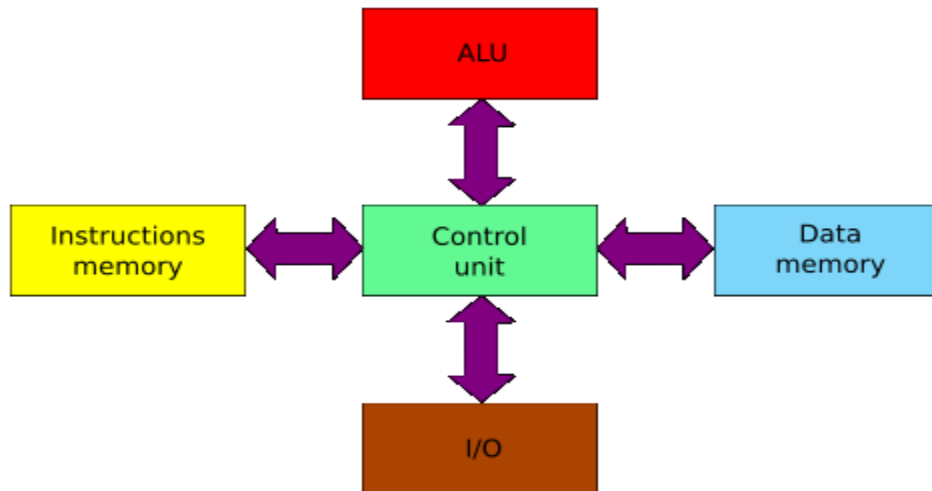 ALU
Instructions
memory
Control
unit
Data
memory
I/O